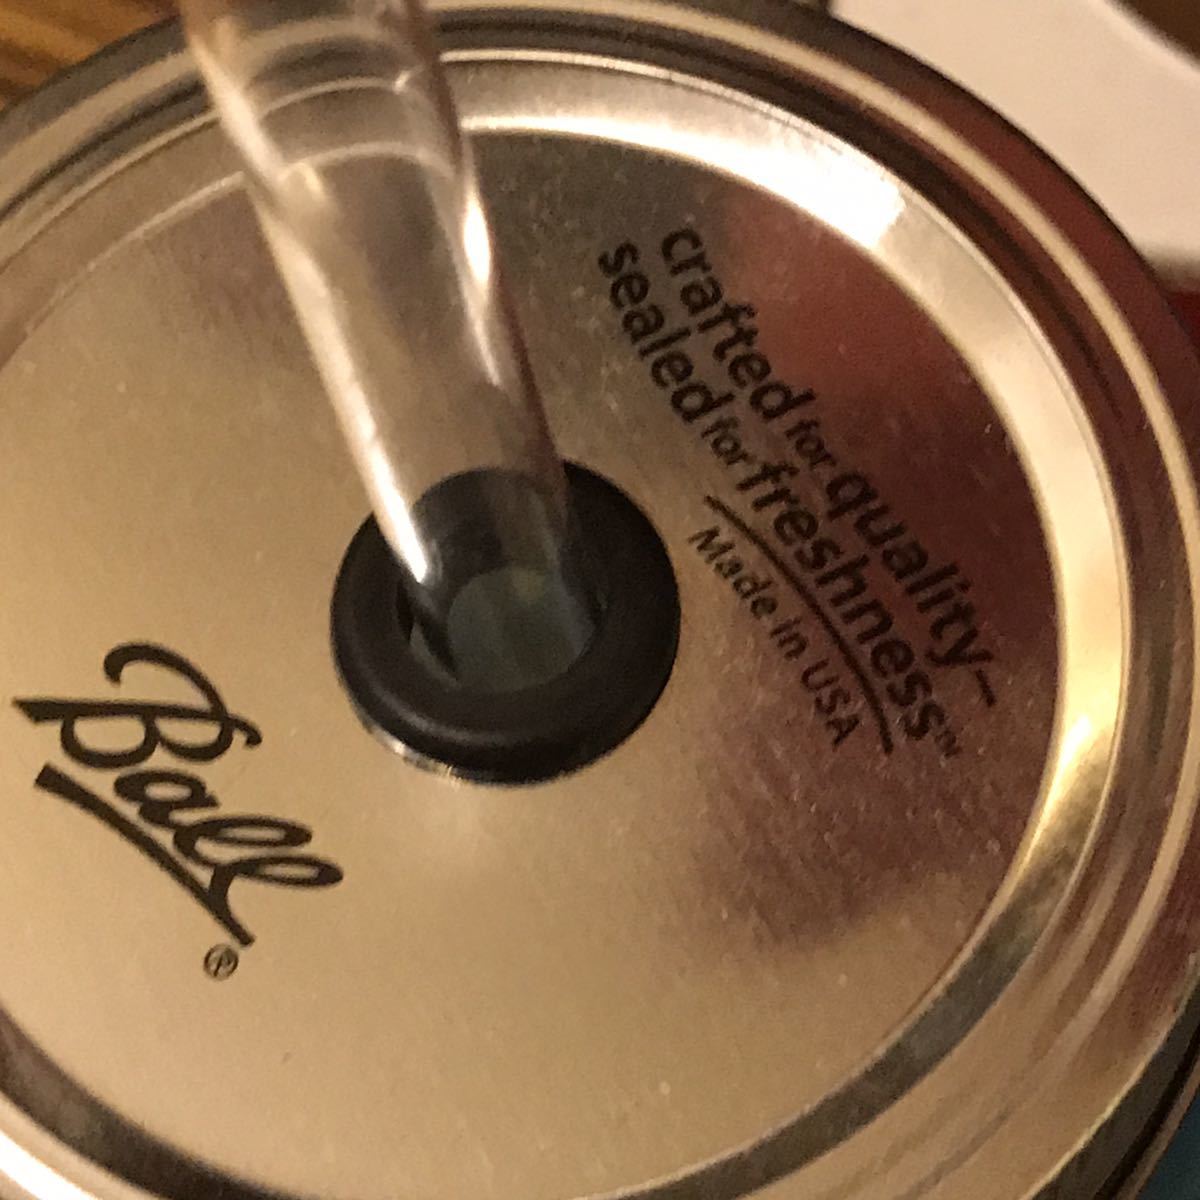 crafted for quality–
sealed for freshness™
Made in USA
Ball®